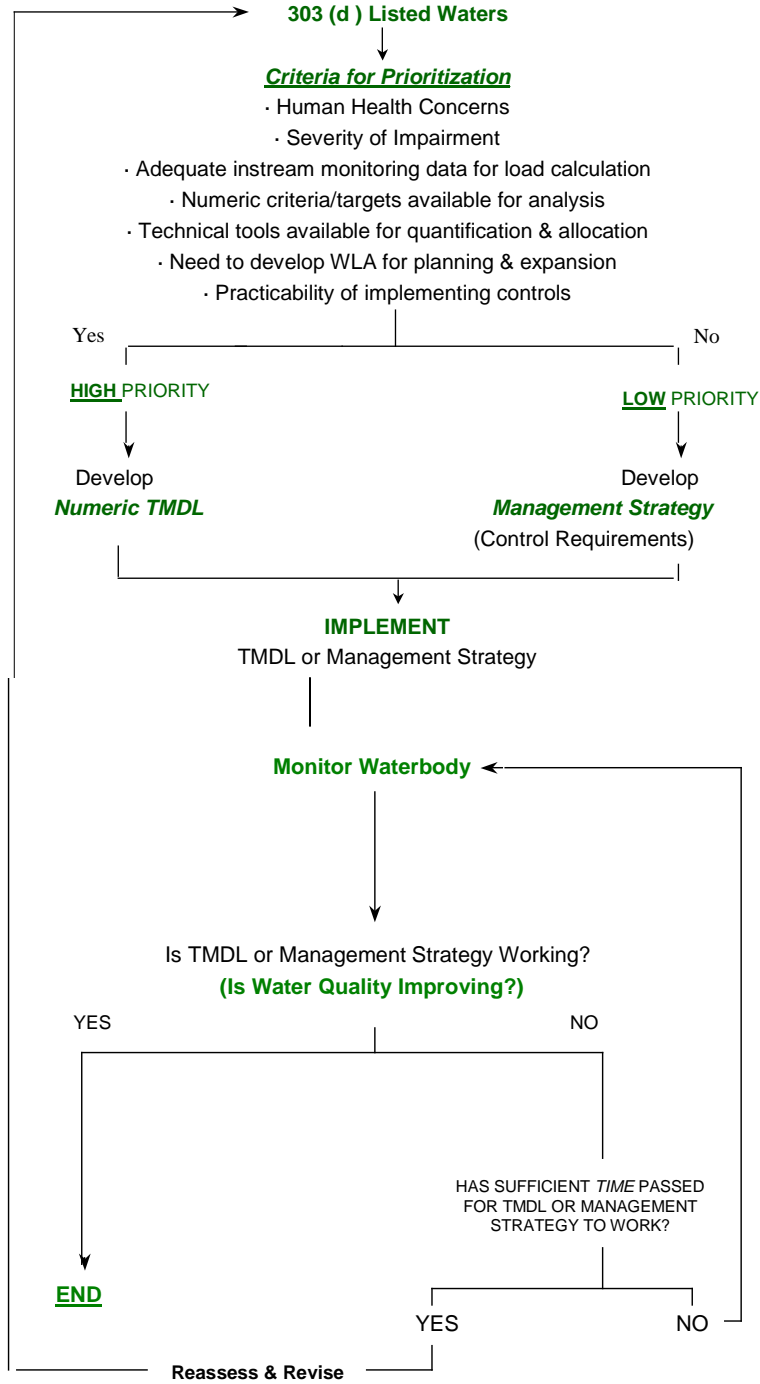 303 (d ) Listed Waters
Criteria for Prioritization
· Human Health Concerns
· Severity of Impairment
· Adequate instream monitoring data for load calculation
· Numeric criteria/targets available for analysis
· Technical tools available for quantification & allocation
· Need to develop WLA for planning & expansion
· Practicability of implementing controls
Yes
No
HIGH PRIORITY
LOW PRIORITY
Develop
Numeric TMDL
Develop
Management Strategy
(Control Requirements)
IMPLEMENT
TMDL or Management Strategy
Monitor Waterbody
Is TMDL or Management Strategy Working?
(Is Water Quality Improving?)
YES
NO
HAS SUFFICIENT TIME PASSED
FOR TMDL OR MANAGEMENT
STRATEGY TO WORK?
END
YES
NO
Reassess & Revise